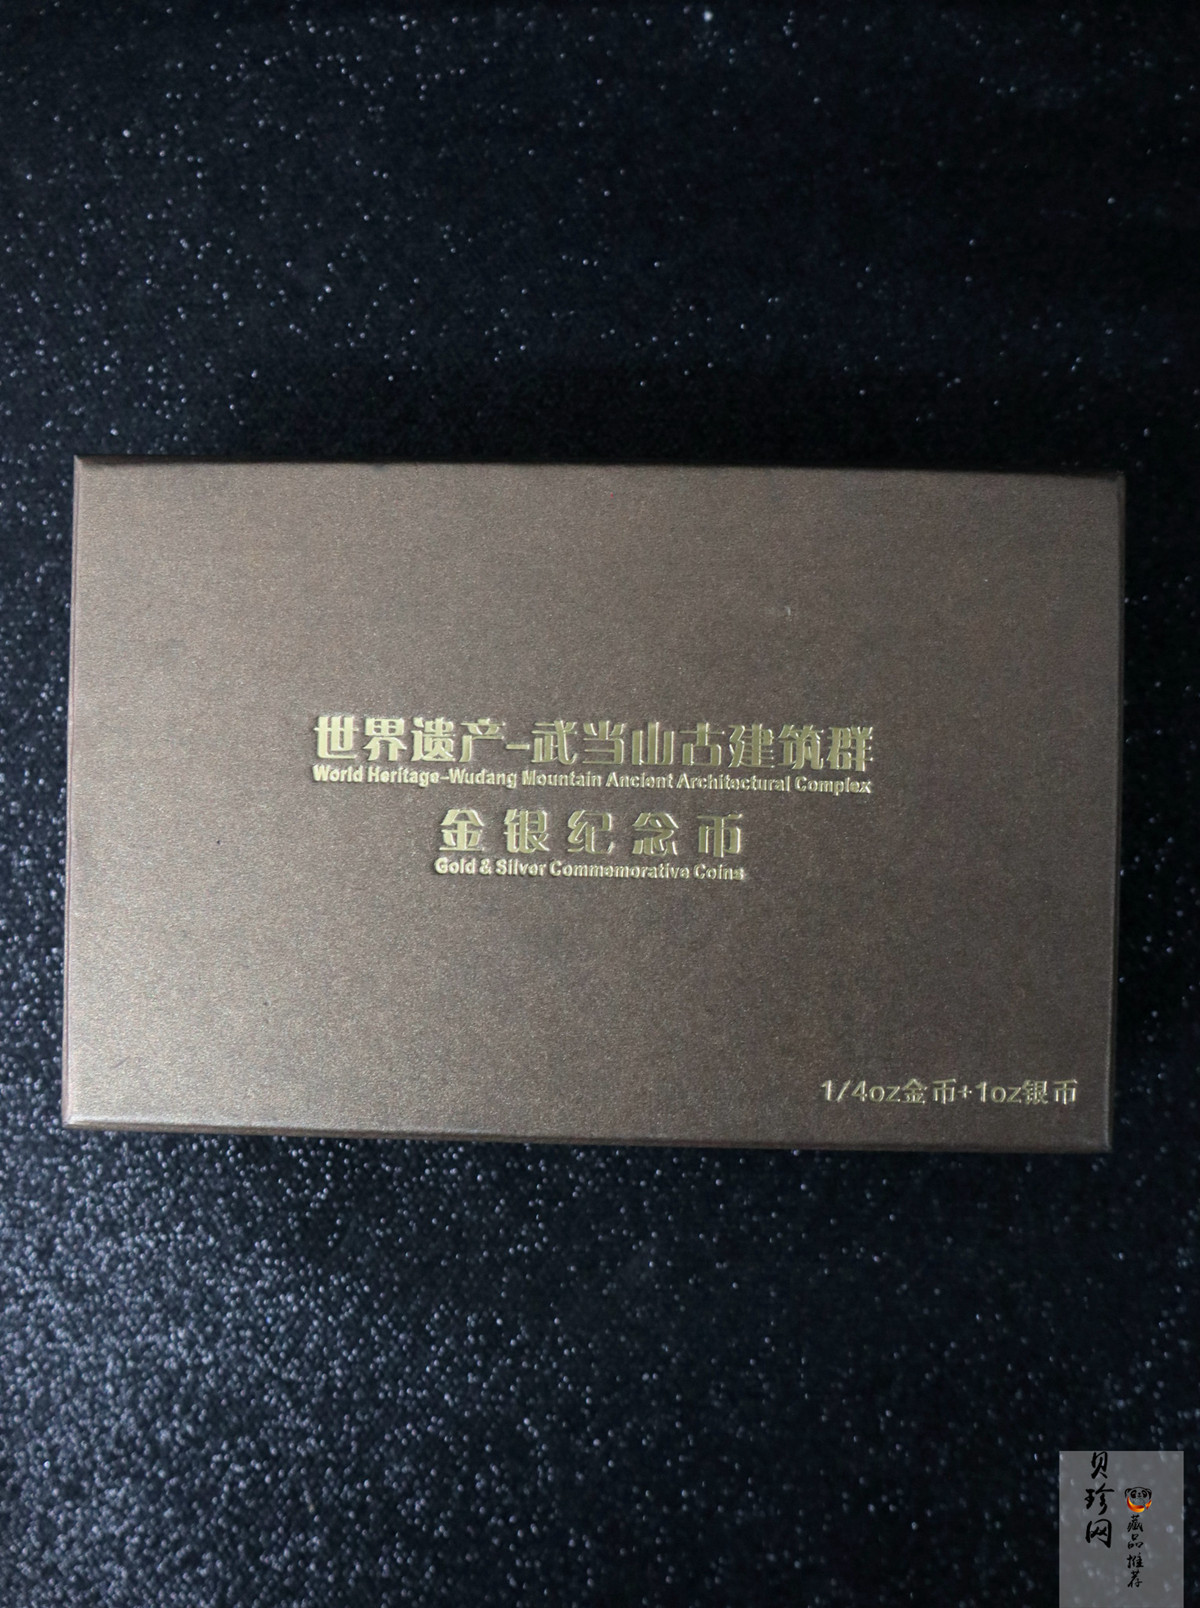 世界遗产-武当山古建筑群
World Heritage-Wudang Mountain Ancient Architectural Complex
金银纪念币
Gold & Silver Commemorative Coins
1/4oz金币+1oz银币
贝珍网
藏品推荐